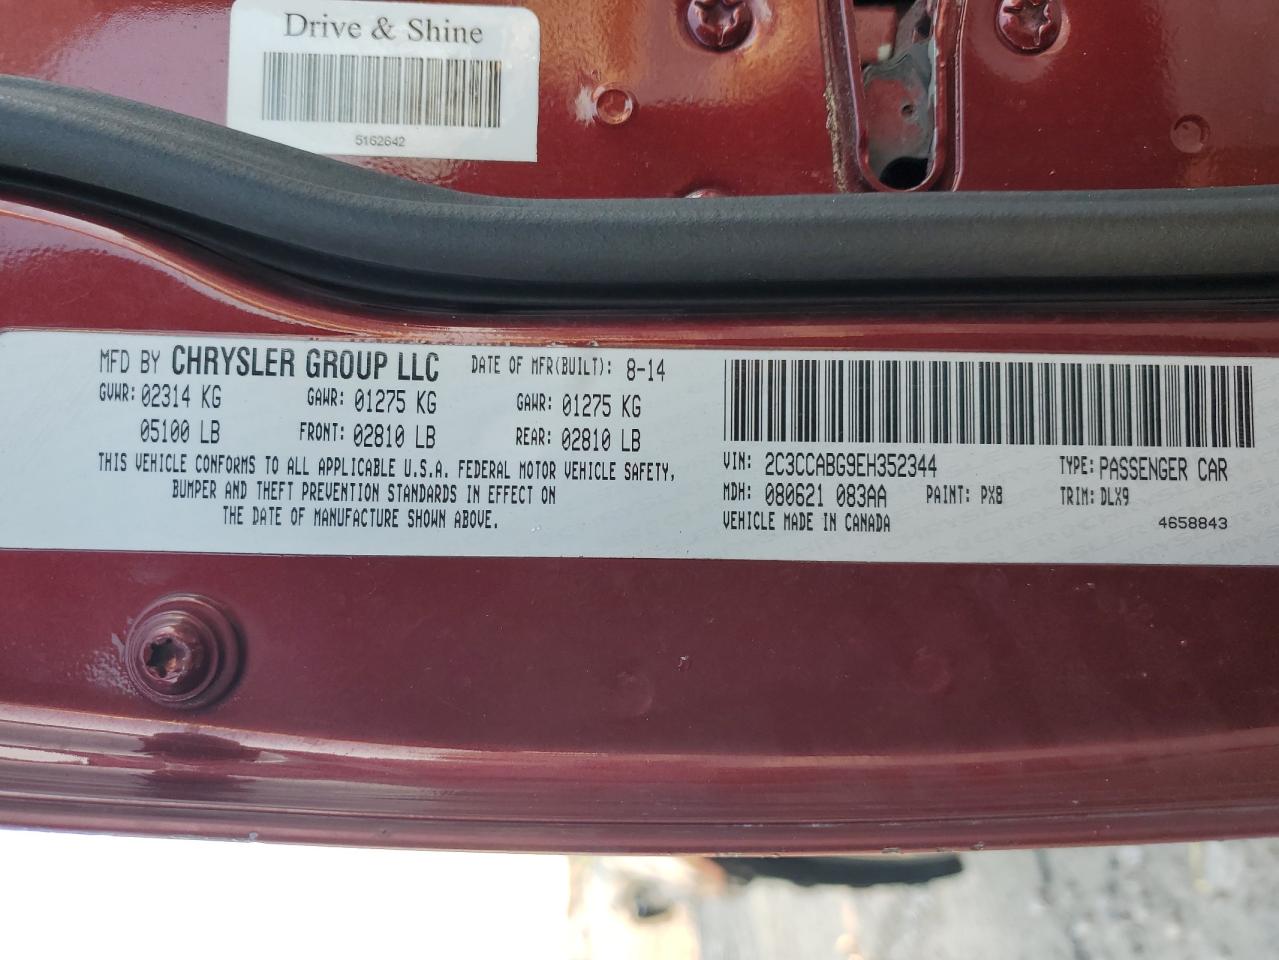 Drive & Shine
5162642
MFD BY CHRYSLER GROUP LLC DATE OF MFR(BUILT): 8-14
GVWR: 02314 KG GAWR: 01275 KG GAWR: 01275 KG
05100 LB FRONT: 02810 LB REAR: 02810 LB
THIS VEHICLE CONFORMS TO ALL APPLICABLE U.S.A. FEDERAL MOTOR VEHICLE SAFETY,
BUMPER AND THEFT PREVENTION STANDARDS IN EFFECT ON
THE DATE OF MANUFACTURE SHOWN ABOVE.
VIN: 2C3CCABG9EH352344 TYPE: PASSENGER CAR
MDH: 080621 083AA PAINT: PX8 TRIM: DLX9
VEHICLE MADE IN CANADA 4658843